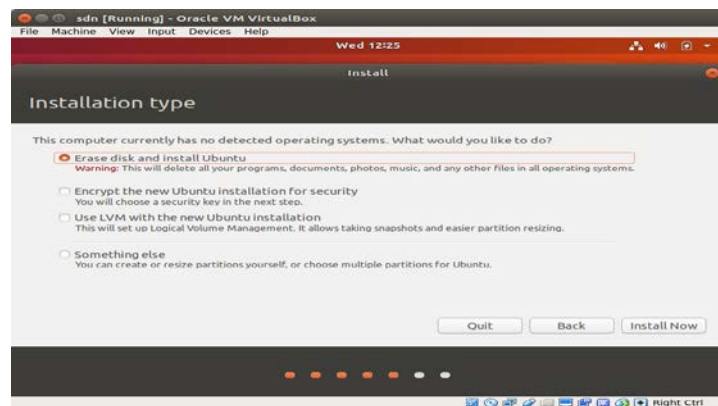 sdn [Running] - Oracle VM VirtualBox
File Machine View Input Devices Help
Wed 12:25
Install
Installation type
This computer currently has no detected operating systems. What would you like to do?
Erase disk and install Ubuntu
Warning: This will delete all your programs, documents, photos, music, and any other files in all operating systems.
Encrypt the new Ubuntu installation for security
You will choose a security key in the next step.
Use LVM with the new Ubuntu installation
This will set up Logical Volume Management. It allows taking snapshots and easier partition resizing.
Something else
You can create or resize partitions yourself, or choose multiple partitions for Ubuntu.
Quit Back Install Now
Right Ctrl